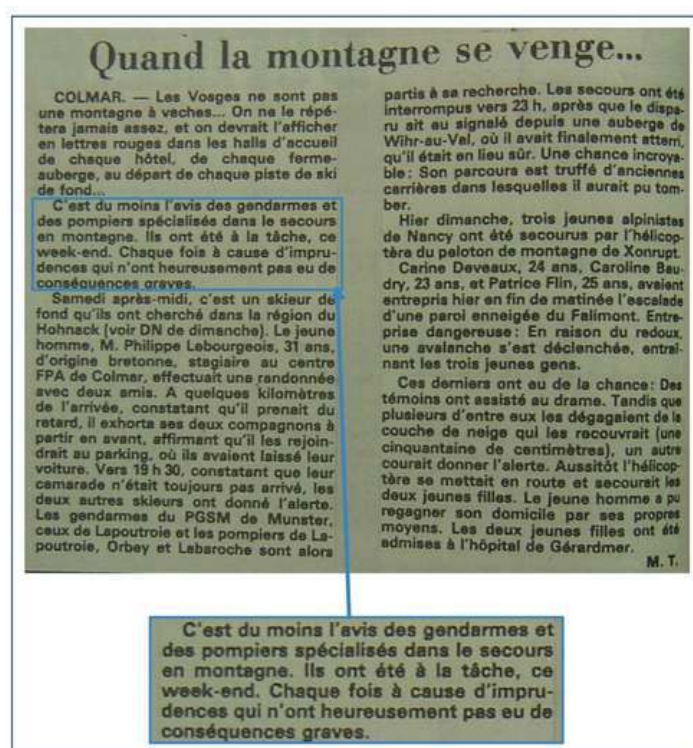 Quand la montagne se venge...
COLMAR. — Les Vosges ne sont pas
une montagne à vaches... On ne le répé-
tera jamais assez, et on devrait l'afficher
en lettres rouges dans les halls d'accueil
de chaque hôtel, de chaque ferme-
auberge, au départ de chaque piste de ski
de fond...
C'est du moins l'avis des gendarmes et
des pompiers spécialisés dans le secours
en montagne. Ils ont été à la tâche, ce
week-end. Chaque fois à cause d'impru-
dences qui n'ont heureusement pas eu de
conséquences graves.
Samedi après-midi, c'est un skieur de
fond qu'ils ont cherché dans la région du
Hohnack (voir DN de dimanche). Le jeune
homme, M. Philippe Lebourgeois, 31 ans,
d'origine bretonne, stagiaire au centre
FPA de Colmar, effectuait une randonnée
avec deux amis. A quelques kilomètres
de l'arrivée, constatant qu'il prenait du
retard, il exhorta ses deux compagnons à
partir en avant, affirmant qu'il les rejoin-
drait au parking, où ils avaient laissé leur
voiture. Vers 19 h 30, constatant que leur
camarade n'était toujours pas arrivé, les
deux autres skieurs ont donné l'alerte.
Les gendarmes du PGSM de Munster,
ceux de Lapoutroie et les pompiers de La-
poutroie, Orbey et Labaroche sont alors
partis à sa recherche. Les secours ont été
interrompus vers 23 h, après que le dispa-
ru ait au signalé depuis une auberge de
Wihr-au-Val, où il avait finalement atterri,
qu'il était en lieu sûr. Une chance incroya-
ble : Son parcours est truffé d'anciennes
carrières dans lesquelles il aurait pu tom-
ber.
Hier dimanche, trois jeunes alpinistes
de Nancy ont été secourus par l'hélicop-
tère du peloton de montagne de Xonrupt.
Carine Deveaux, 24 ans, Caroline Bau-
dry, 23 ans, et Patrice Flin, 25 ans, avaient
entrepris hier en fin de matinée l'escalade
d'une paroi enneigée du Falimont. Entre-
prise dangereuse : En raison du redoux,
une avalanche s'est déclenchée, entraî-
nant les trois jeunes gens.
Ces derniers ont eu de la chance : Des
témoins ont assisté au drame. Tandis que
plusieurs d'entre eux les dégageaient de la
couche de neige qui les recouvrait (une
cinquantaine de centimètres), un autre
courait donner l'alerte. Aussitôt l'hélicop-
tère se mettait en route et secourait les
deux jeunes filles. Le jeune homme a pu
regagner son domicile par ses propres
moyens. Les deux jeunes filles ont été
admises à l'hôpital de Gérardmer.
M. T.
C'est du moins l'avis des gendarmes et
des pompiers spécialisés dans le secours
en montagne. Ils ont été à la tâche, ce
week-end. Chaque fois à cause d'impru-
dences qui n'ont heureusement pas eu de
conséquences graves.